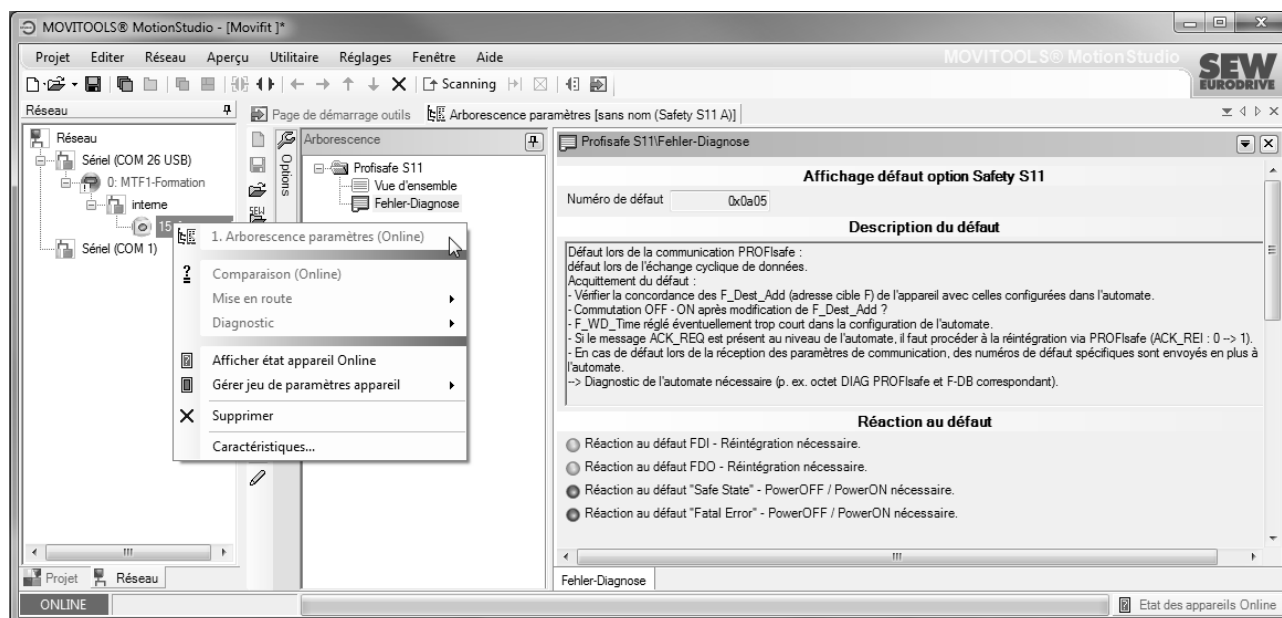 MOVITOOLS® MotionStudio - [Movifit ]*
Projet Editer Réseau Aperçu Utilitaire Réglages Fenêtre Aide
MOVITOOLS® MotionStudio
SEW
EURODRIVE
Scanning
Réseau
Page de démarrage outils
Arborescence paramètres [sans nom (Safety S11 A)]
Réseau
Sériel (COM 26 USB)
0: MTF1-Formation
interne
15
Sériel (COM 1)
Options
SEW
Arborescence
Profisafe S11
Vue d'ensemble
Fehler-Diagnose
1. Arborescence paramètres (Online)
Comparaison (Online)
Mise en route
Diagnostic
Afficher état appareil Online
Gérer jeu de paramètres appareil
Supprimer
Caractéristiques...
Profisafe S11\Fehler-Diagnose
Affichage défaut option Safety S11
Numéro de défaut 0x0a05
Description du défaut
Défaut lors de la communication PROFIsafe :
défaut lors de l'échange cyclique de données.
Acquittement du défaut :
- Vérifier la concordance des F_Dest_Add (adresse cible F) de l'appareil avec celles configurées dans l'automate.
- Commutation OFF - ON après modification de F_Dest_Add ?
- F_WD_Time réglé éventuellement trop court dans la configuration de l'automate.
- Si le message ACK_REQ est présent au niveau de l'automate, il faut procéder à la réintégration via PROFIsafe (ACK_REI : 0 --> 1).
- En cas de défaut lors de la réception des paramètres de communication, des numéros de défaut spécifiques sont envoyés en plus à
l'automate.
--> Diagnostic de l'automate nécessaire (p. ex. octet DIAG PROFIsafe et F-DB correspondant).
Réaction au défaut
Réaction au défaut FDI - Réintégration nécessaire.
Réaction au défaut FDO - Réintégration nécessaire.
Réaction au défaut "Safe State" - PowerOFF / PowerON nécessaire.
Réaction au défaut "Fatal Error" - PowerOFF / PowerON nécessaire.
Projet Réseau
Fehler-Diagnose
ONLINE
Etat des appareils Online